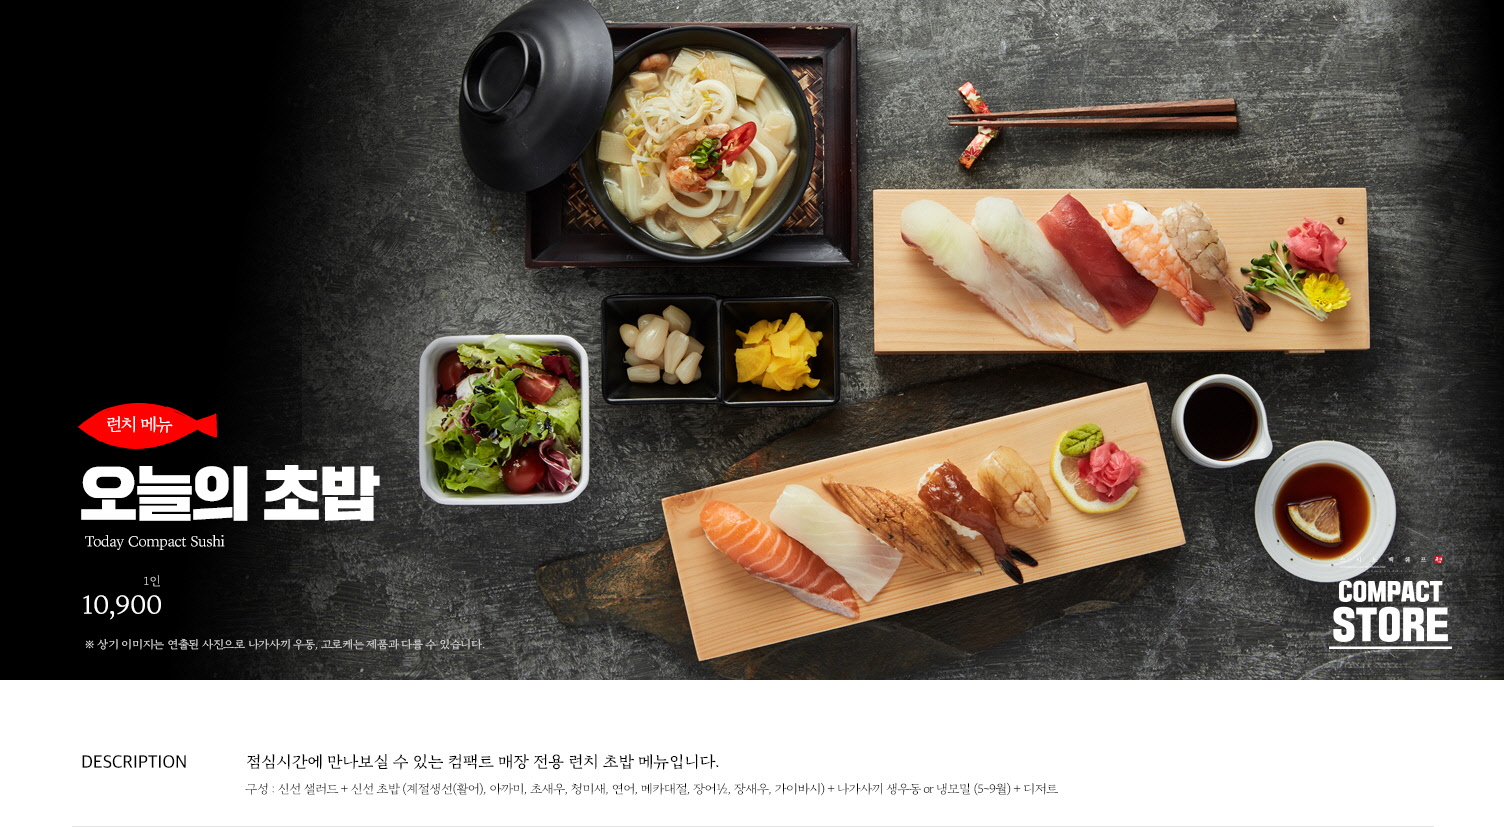 런치 메뉴
오늘의 초밥
Today Compact Sushi
1인
10,900
※ 상기 이미지는 연출된 사진으로 나가사끼 우동, 고로케는 제품과 다를 수 있습니다.
COMPACT
STORE
DESCRIPTION
점심시간에 만나보실 수 있는 컴팩트 매장 전용 런치 초밥 메뉴입니다.
구성 : 신선 샐러드 + 신선 초밥 (계절생선(활어), 아까미, 초새우, 청미새, 연어, 메카대절, 장어½, 장새우, 가이바시) + 나가사끼 생우동 or 냉모밀 (5~9월) + 디저트